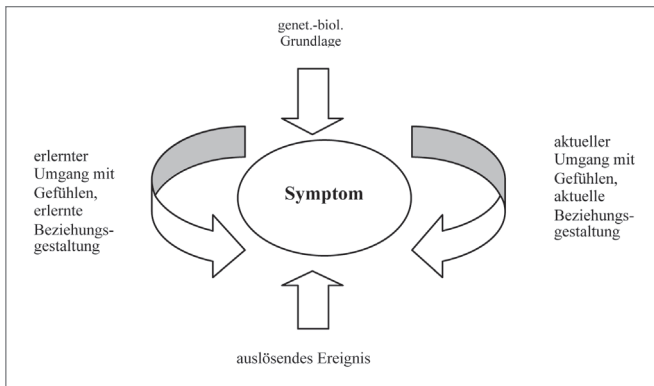 genet.-biol.
Grundlage
erlernter
Umgang mit
Gefühlen,
erlernte
Beziehungs-
gestaltung
Symptom
aktueller
Umgang mit
Gefühlen,
aktuelle
Beziehungs-
gestaltung
auslösendes Ereignis